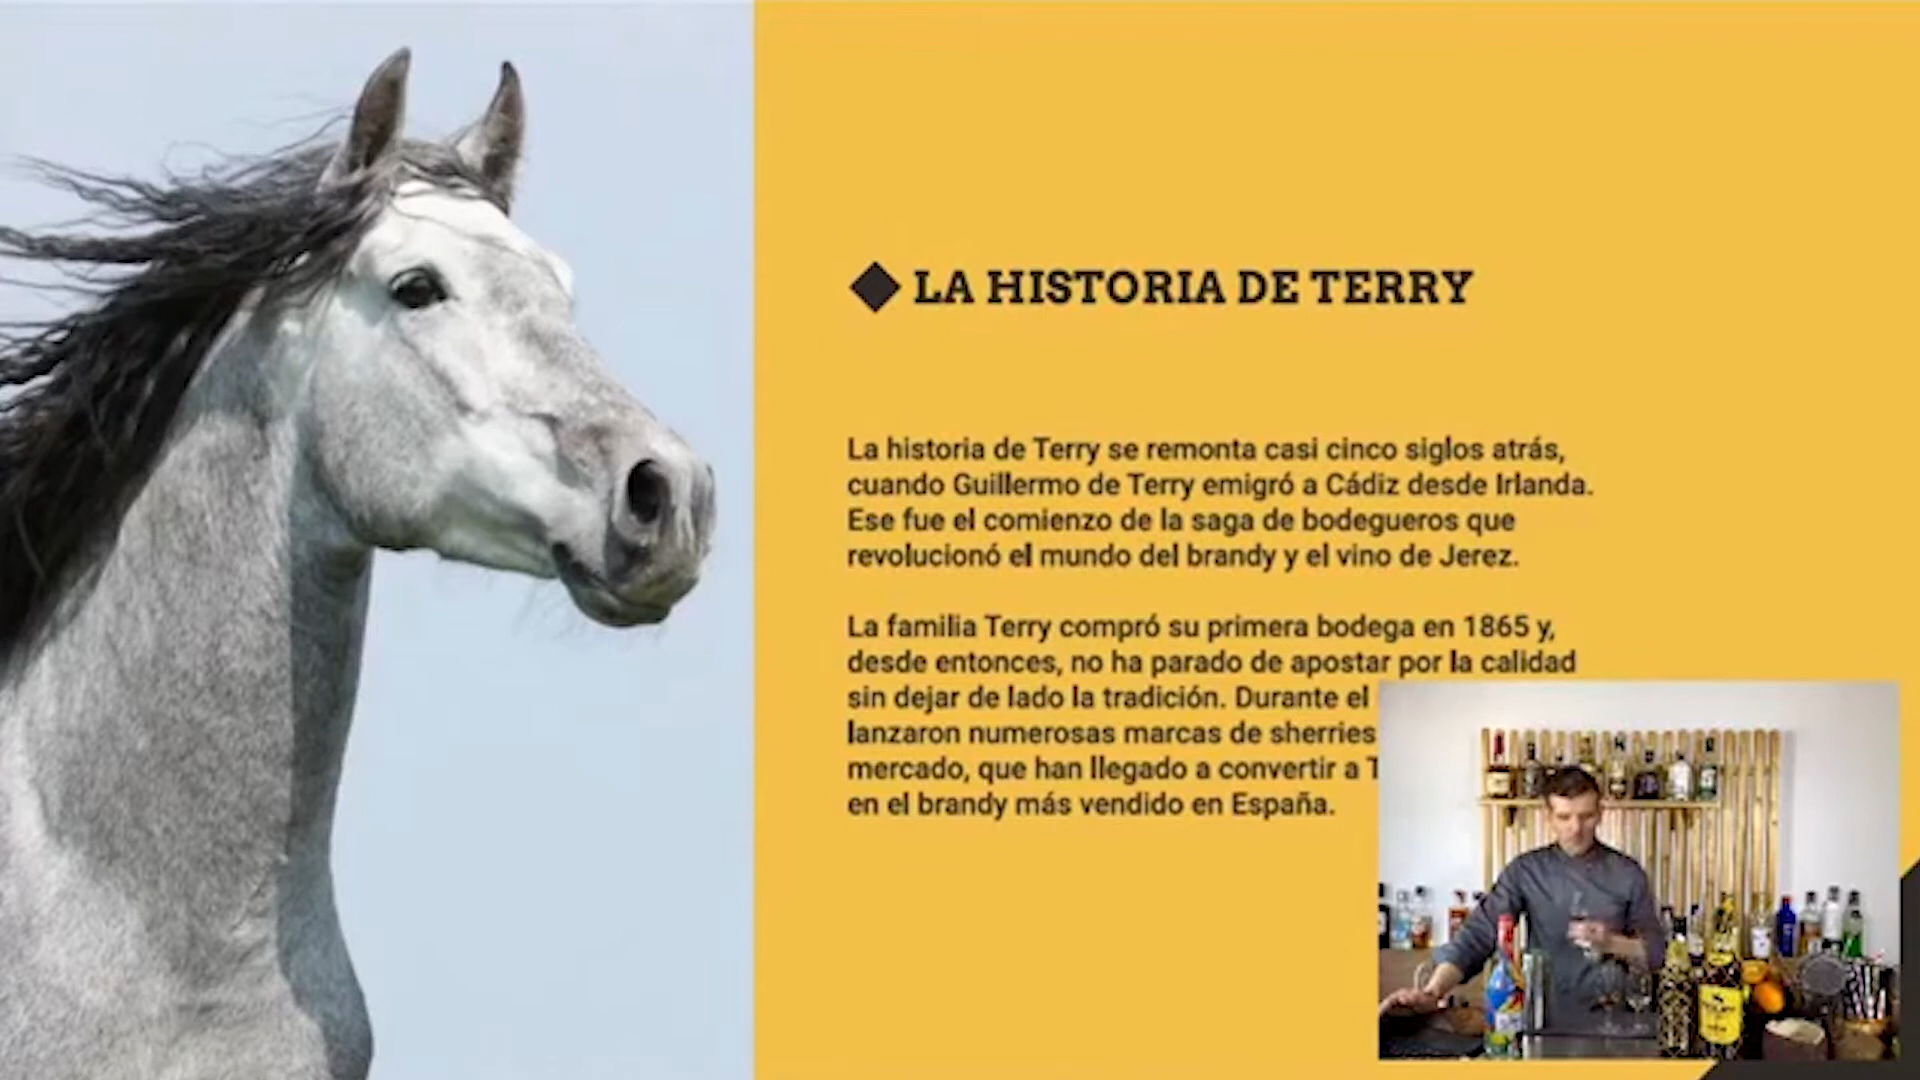 LA HISTORIA DE TERRY
La historia de Terry se remonta casi cinco siglos atrás,
cuando Guillermo de Terry emigró a Cádiz desde Irlanda.
Ese fue el comienzo de la saga de bodegueros que
revolucionó el mundo del brandy y el vino de Jerez.
La familia Terry compró su primera bodega en 1865 y,
desde entonces, no ha parado de apostar por la calidad
sin dejar de lado la tradición. Durante el
lanzaron numerosas marcas de sherries
mercado, que han llegado a convertir a T
en el brandy más vendido en España.